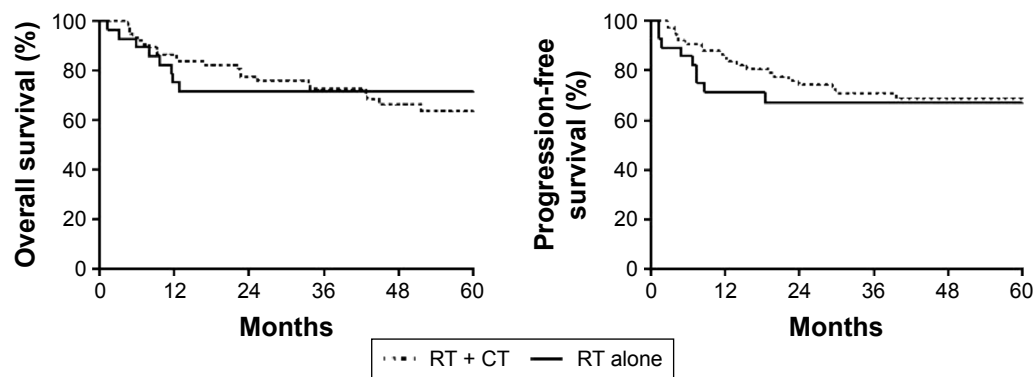 Overall survival (%)
100
80
60
40
20
0
0 12 24 36 48 60
Months
Progression-free
survival (%)
100
80
60
40
20
0
0 12 24 36 48 60
Months
RT + CT RT alone